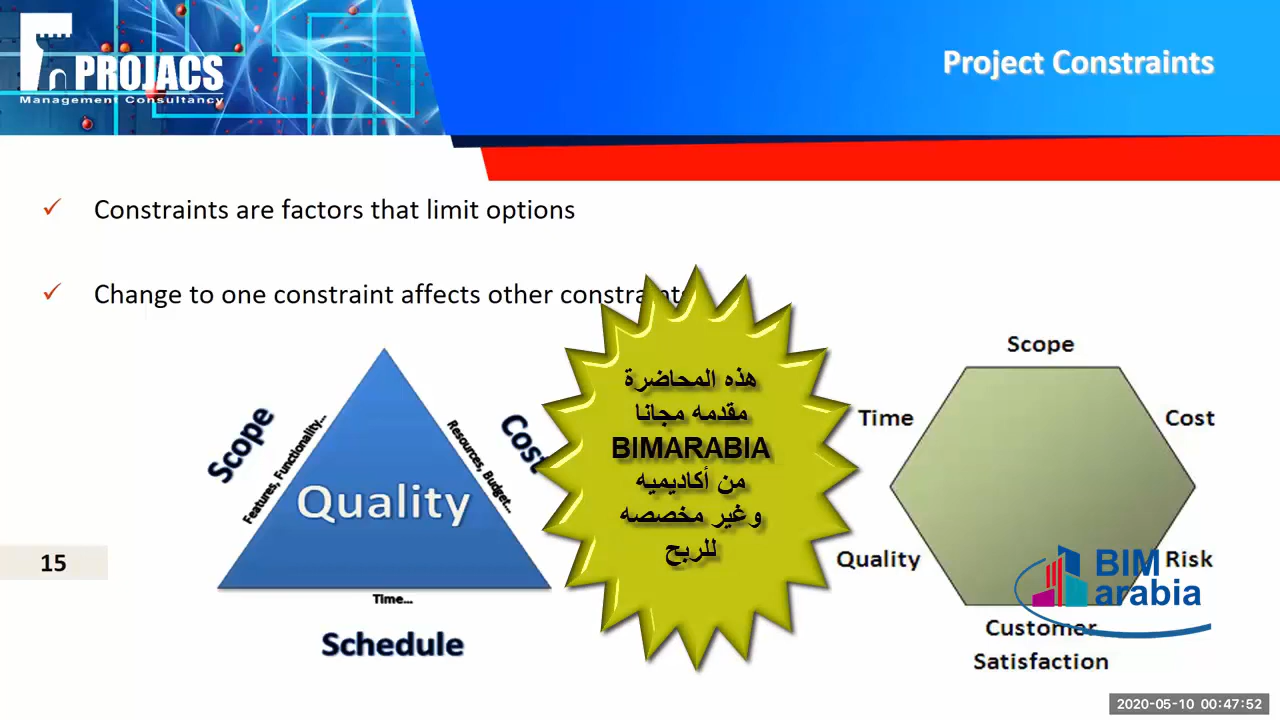 PROJACS
Management Consultancy
Project Constraints
Constraints are factors that limit options
Change to one constraint affects other constraints
Scope
Features, Functionality...
Quality
Resources, Budget...
Cost
Time...
Schedule
هذه المحاضرة
مقدمه مجانا
BIMARABIA
من أكاديميه
وغير مخصصه
للربح
Scope
Time
Cost
Quality
Risk
Customer
Satisfaction
BIM
arabia
15
2020-05-10 00:47:52